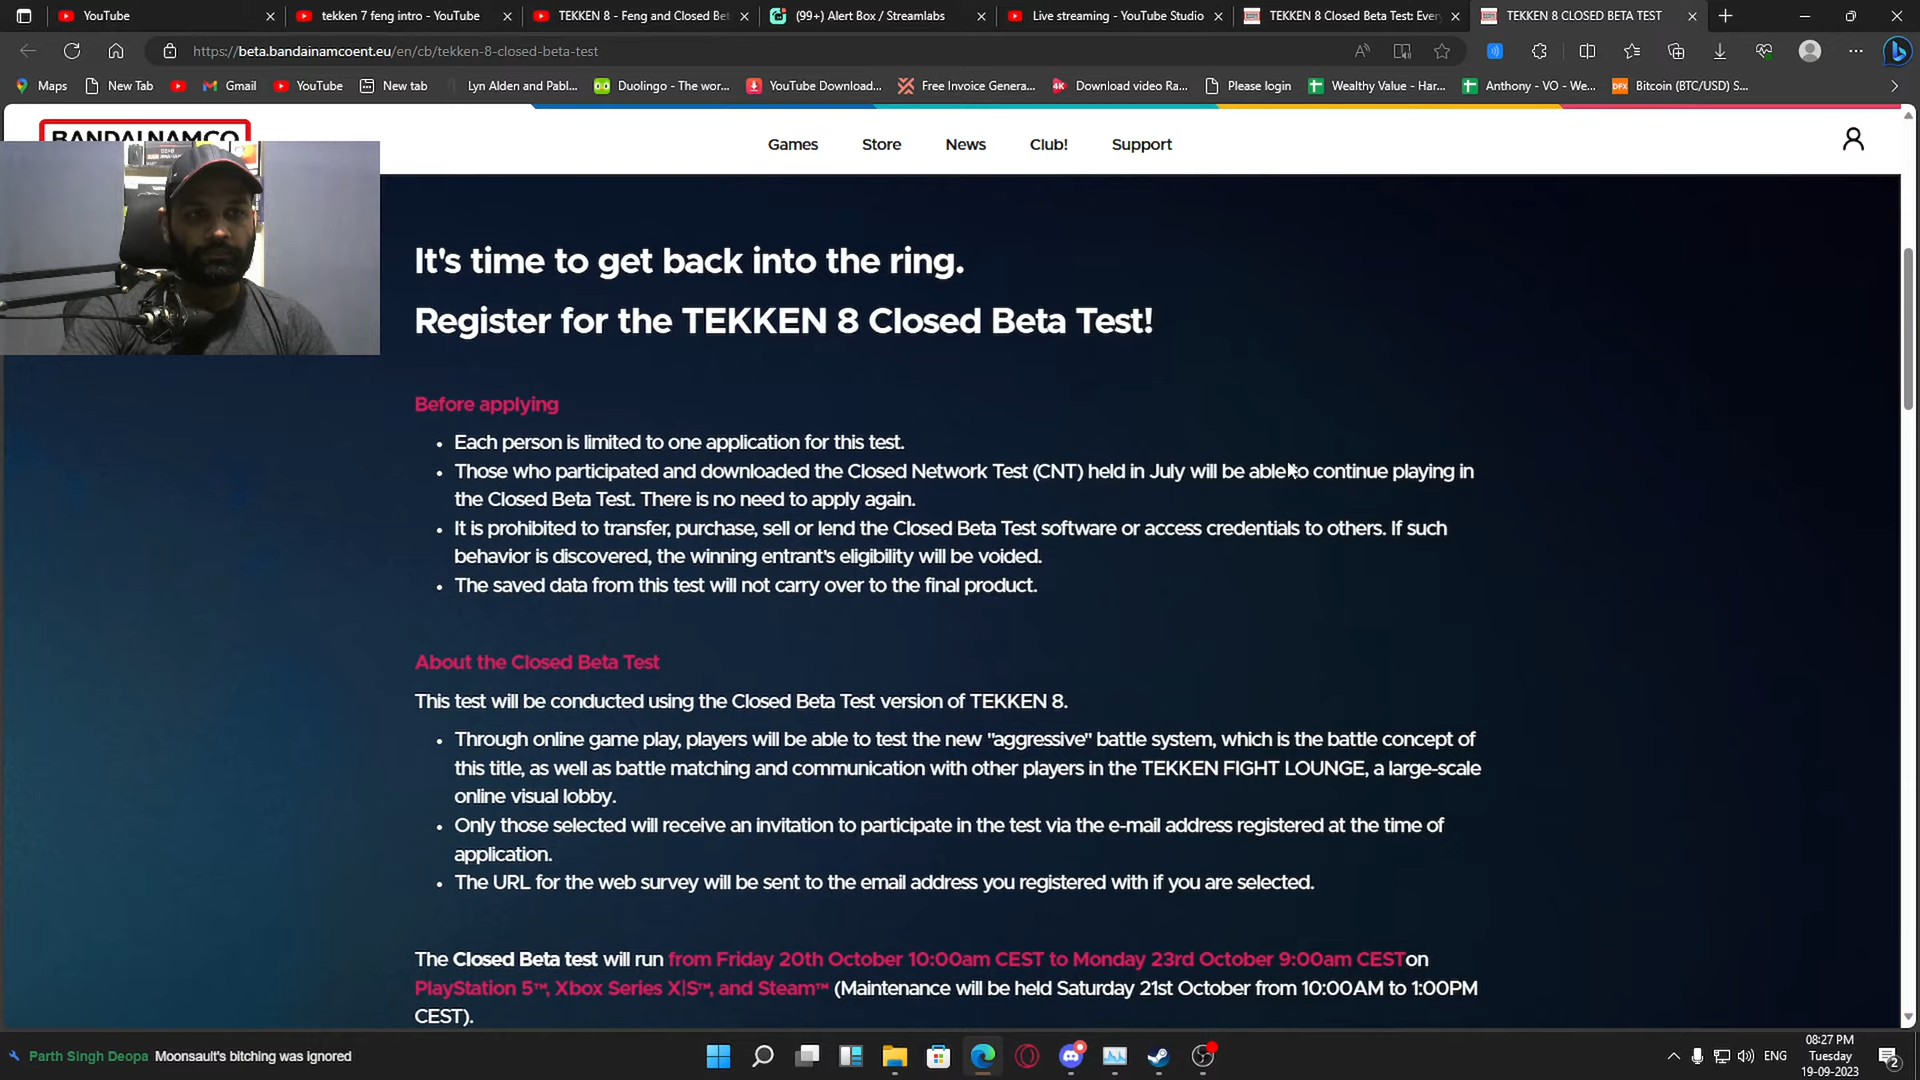 YouTube
tekken 7 feng intro - YouTube
TEKKEN 8 - Feng and Closed Be
(99+) Alert Box / Streamlabs
Live streaming - YouTube Studio
TEKKEN 8 Closed Beta Test: Ever
TEKKEN 8 CLOSED BETA TEST
https://beta.bandainamcoent.eu/en/cb/tekken-8-closed-beta-test
Maps
New Tab
Gmail
YouTube
New tab
Lyn Alden and Pabl...
Duolingo - The wor...
YouTube Download...
Free Invoice Genera...
4K
Download video Ra...
Please login
Wealthy Value - Har...
Anthony - VO - We...
DFX
Bitcoin (BTC/USD) S...
BANDAI NAMCO
Games
Store
News
Club!
Support
It's time to get back into the ring.
Register for the TEKKEN 8 Closed Beta Test!
Before applying
• Each person is limited to one application for this test.
• Those who participated and downloaded the Closed Network Test (CNT) held in July will be able to continue playing in
the Closed Beta Test. There is no need to apply again.
• It is prohibited to transfer, purchase, sell or lend the Closed Beta Test software or access credentials to others. If such
behavior is discovered, the winning entrant's eligibility will be voided.
• The saved data from this test will not carry over to the final product.
About the Closed Beta Test
This test will be conducted using the Closed Beta Test version of TEKKEN 8.
• Through online game play, players will be able to test the new "aggressive" battle system, which is the battle concept of
this title, as well as battle matching and communication with other players in the TEKKEN FIGHT LOUNGE, a large-scale
online visual lobby.
• Only those selected will receive an invitation to participate in the test via the e-mail address registered at the time of
application.
• The URL for the web survey will be sent to the email address you registered with if you are selected.
The Closed Beta test will run from Friday 20th October 10:00am CEST to Monday 23rd October 9:00am CESTon
PlayStation 5™, Xbox Series X|S™, and Steam™ (Maintenance will be held Saturday 21st October from 10:00AM to 1:00PM
CEST).
Parth Singh Deopa Moonsault's bitching was ignored
ENG
08:27 PM
Tuesday
19-09-2023
2